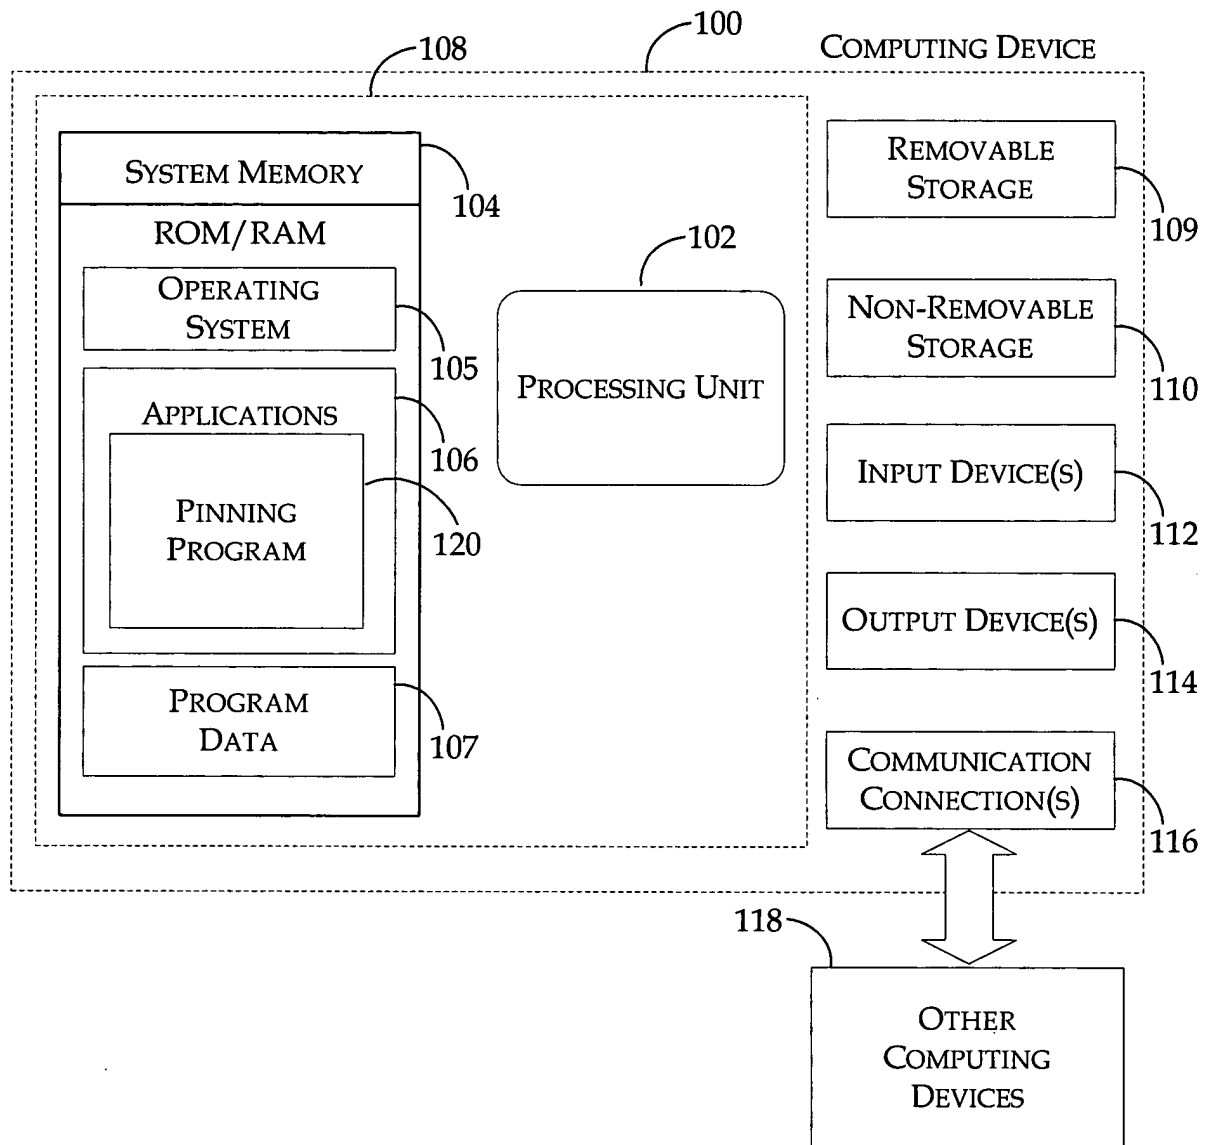 100
COMPUTING DEVICE
108
SYSTEM MEMORY
104
ROM/RAM
OPERATING
SYSTEM
105
APPLICATIONS
106
PINNING
PROGRAM
120
PROGRAM
DATA
107
102
PROCESSING UNIT
REMOVABLE
STORAGE
109
NON-REMOVABLE
STORAGE
110
INPUT DEVICE(S)
112
OUTPUT DEVICE(S)
114
COMMUNICATION
CONNECTION(S)
116
118
OTHER
COMPUTING
DEVICES